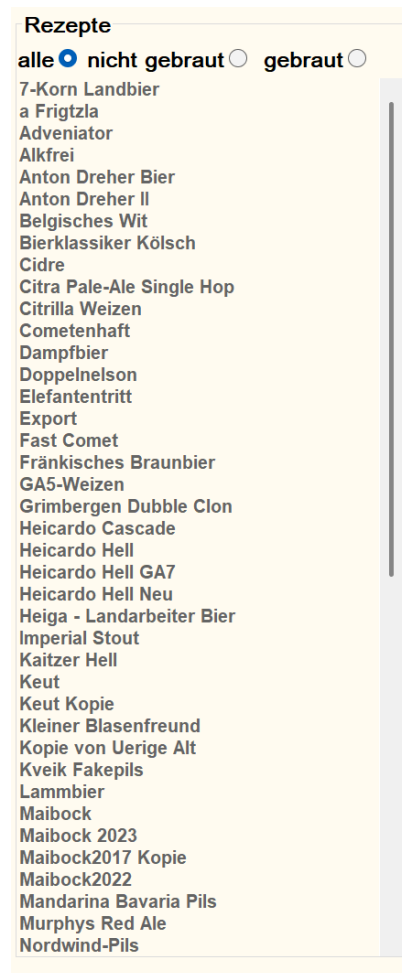 Rezepte
alle nicht gebraut gebraut
7-Korn Landbier
a Frigtzla
Adveniator
Alkfrei
Anton Dreher Bier
Anton Dreher II
Belgisches Wit
Bierklassiker Kölsch
Cidre
Citra Pale-Ale Single Hop
Citrilla Weizen
Cometenhaft
Dampfbier
Doppelnelson
Elefantentritt
Export
Fast Comet
Fränkisches Braunbier
GA5-Weizen
Grimbergen Dubble Clon
Heicardo Cascade
Heicardo Hell
Heicardo Hell GA7
Heicardo Hell Neu
Heiga - Landarbeiter Bier
Imperial Stout
Kaitzer Hell
Keut
Keut Kopie
Kleiner Blasenfreund
Kopie von Uerige Alt
Kveik Fakepils
Lammbier
Maibock
Maibock 2023
Maibock2017 Kopie
Maibock2022
Mandarina Bavaria Pils
Murphys Red Ale
Nordwind-Pils